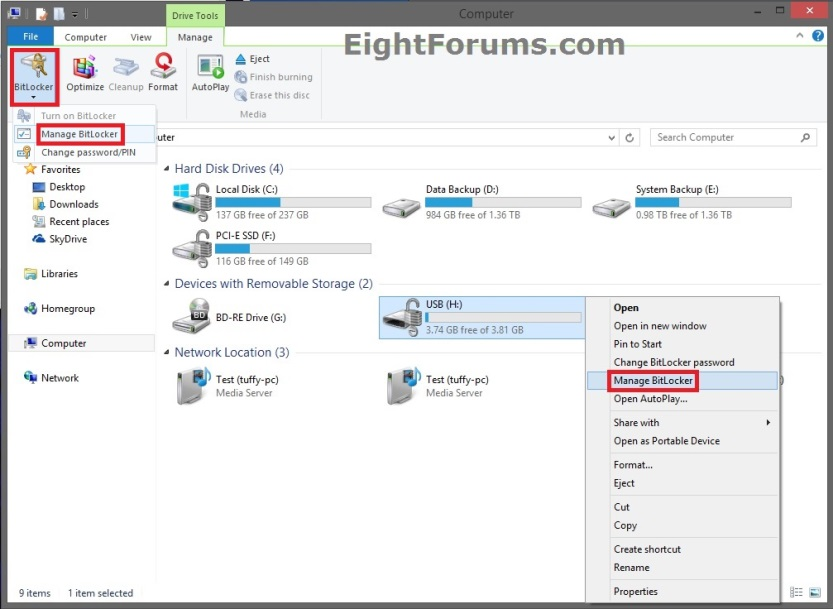 Drive Tools
Computer
File
Computer
View
Manage
EightForums.com
BitLocker
Optimize
Cleanup
Format
AutoPlay
Eject
Finish burning
Erase this disc
Media
Turn on BitLocker
Manage BitLocker
Change password/PIN
uter
Search Computer
Favorites
Desktop
Downloads
Recent places
SkyDrive
Libraries
Homegroup
Computer
Network
Hard Disk Drives (4)
Local Disk (C:)
137 GB free of 237 GB
Data Backup (D:)
984 GB free of 1.36 TB
System Backup (E:)
0.98 TB free of 1.36 TB
PCI-E SSD (F:)
116 GB free of 149 GB
Devices with Removable Storage (2)
BD
BD-RE Drive (G:)
USB (H:)
3.74 GB free of 3.81 GB
Network Location (3)
Test (tuffy-pc)
Media Server
Test (tuffy-pc)
Media Server
Open
Open in new window
Pin to Start
Change BitLocker password
Manage BitLocker
Open AutoPlay...
Share with
Open as Portable Device
Format...
Eject
Cut
Copy
Create shortcut
Rename
Properties
9 items
1 item selected